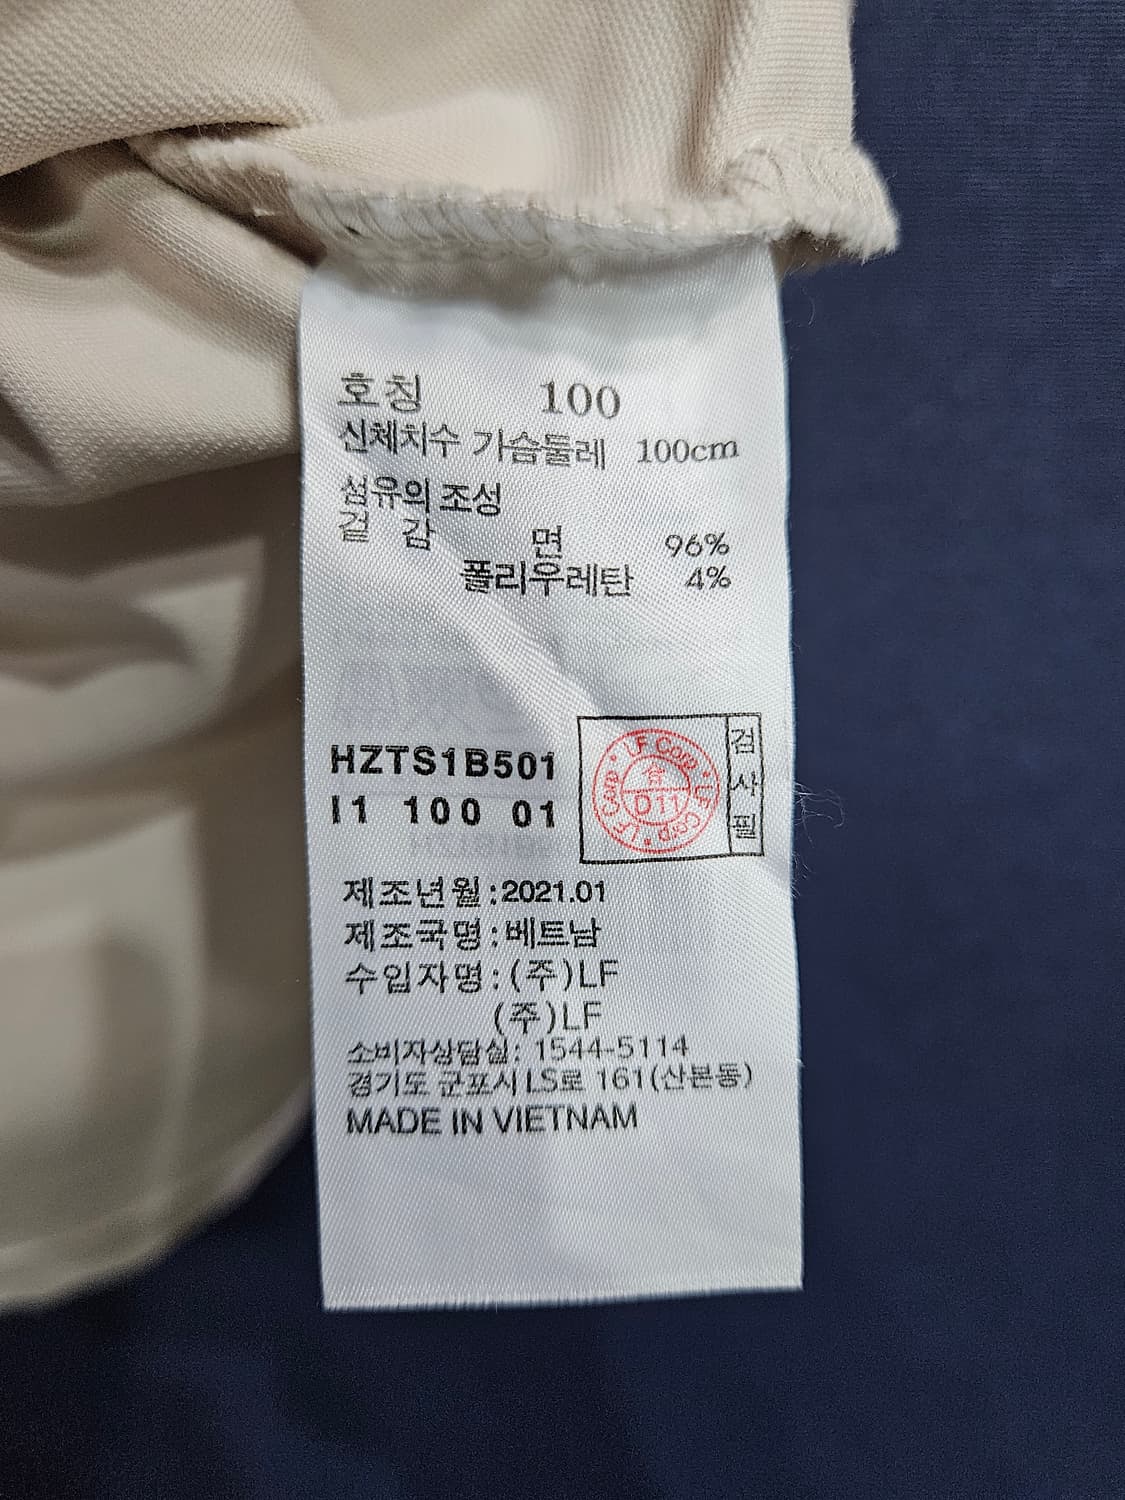 호칭 100
신체치수 가슴둘레 100cm
섬유의 조성
겉 감 면 96%
폴리우레탄 4%
HZTS1B501
I1 100 01
LF Corp · LF Corp · LF Corp ·
D11
검사필
제조년월:2021.01
제조국명:베트남
수입자명:(주)LF
(주)LF
소비자상담실: 1544-5114
경기도 군포시 LS로 161(산본동)
MADE IN VIETNAM